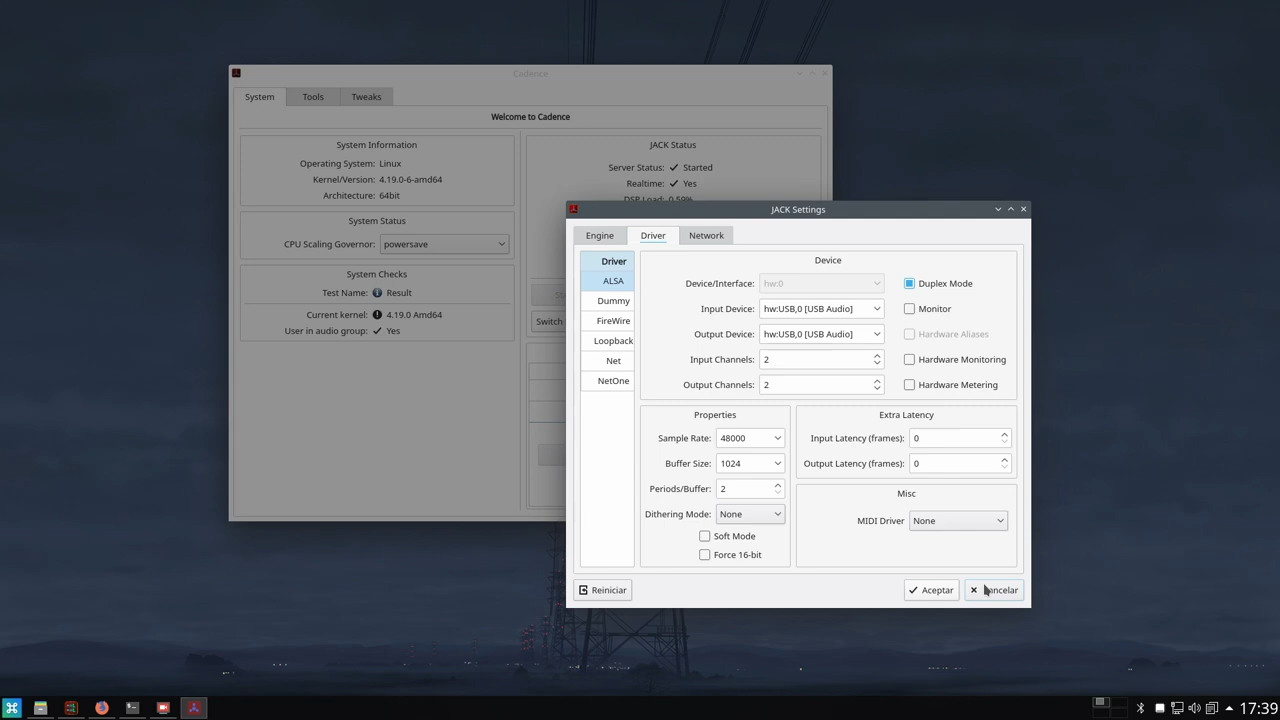 Cadence
System
Tools
Tweaks
Welcome to Cadence
System Information
Operating System: Linux
Kernel/Version: 4.19.0-6-amd64
Architecture: 64bit
System Status
CPU Scaling Governor: powersave
System Checks
Test Name: Result
Current kernel: 4.19.0 Amd64
User in audio group: Yes
JACK Status
Server Status: Started
Realtime: Yes
DSP Load: 0.59%
Switch
JACK Settings
Engine
Driver
Network
Driver
ALSA
Dummy
FireWire
Loopback
Net
NetOne
Device
Device/Interface: hw:0
Duplex Mode
Input Device: hw:USB,0 [USB Audio]
Monitor
Output Device: hw:USB,0 [USB Audio]
Hardware Aliases
Input Channels: 2
Hardware Monitoring
Output Channels: 2
Hardware Metering
Properties
Sample Rate: 48000
Buffer Size: 1024
Periods/Buffer: 2
Dithering Mode: None
Soft Mode
Force 16-bit
Extra Latency
Input Latency (frames): 0
Output Latency (frames): 0
Misc
MIDI Driver None
Reiniciar
Aceptar
Cancelar
17:39